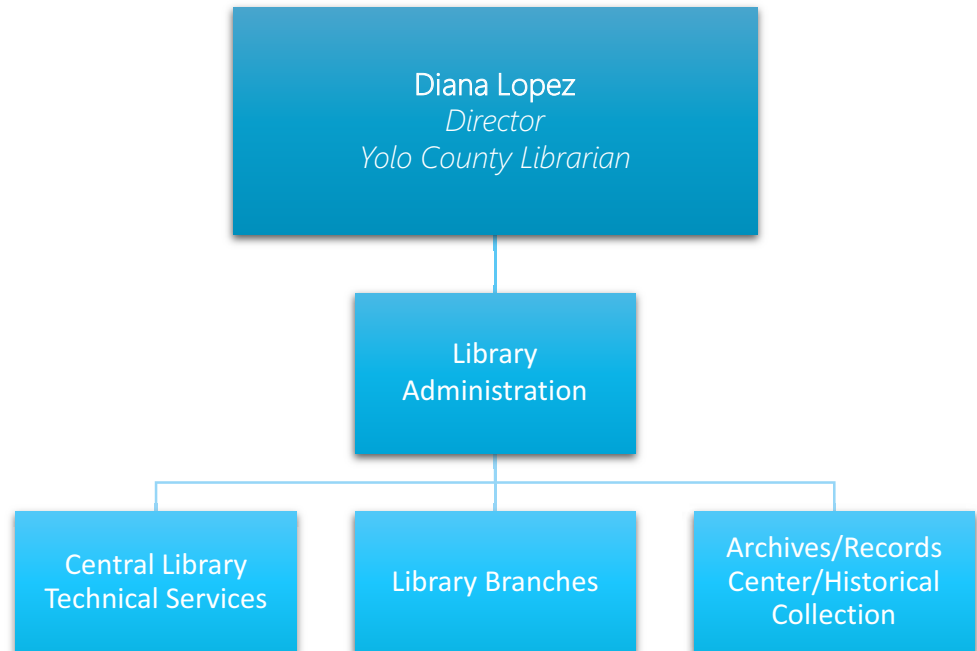 Diana Lopez
Director
Yolo County Librarian
Library
Administration
Central Library
Technical Services
Library Branches
Archives/Records
Center/Historical
Collection